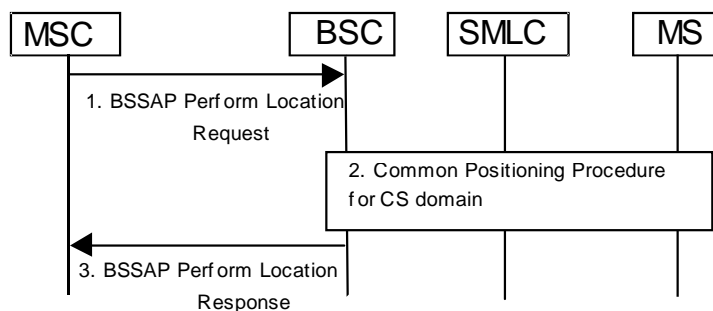 MSC
BSC
SMLC
MS
1. BSSAP Perform Location
Request
2. Common Positioning Procedure
for CS domain
3. BSSAP Perform Location
Response